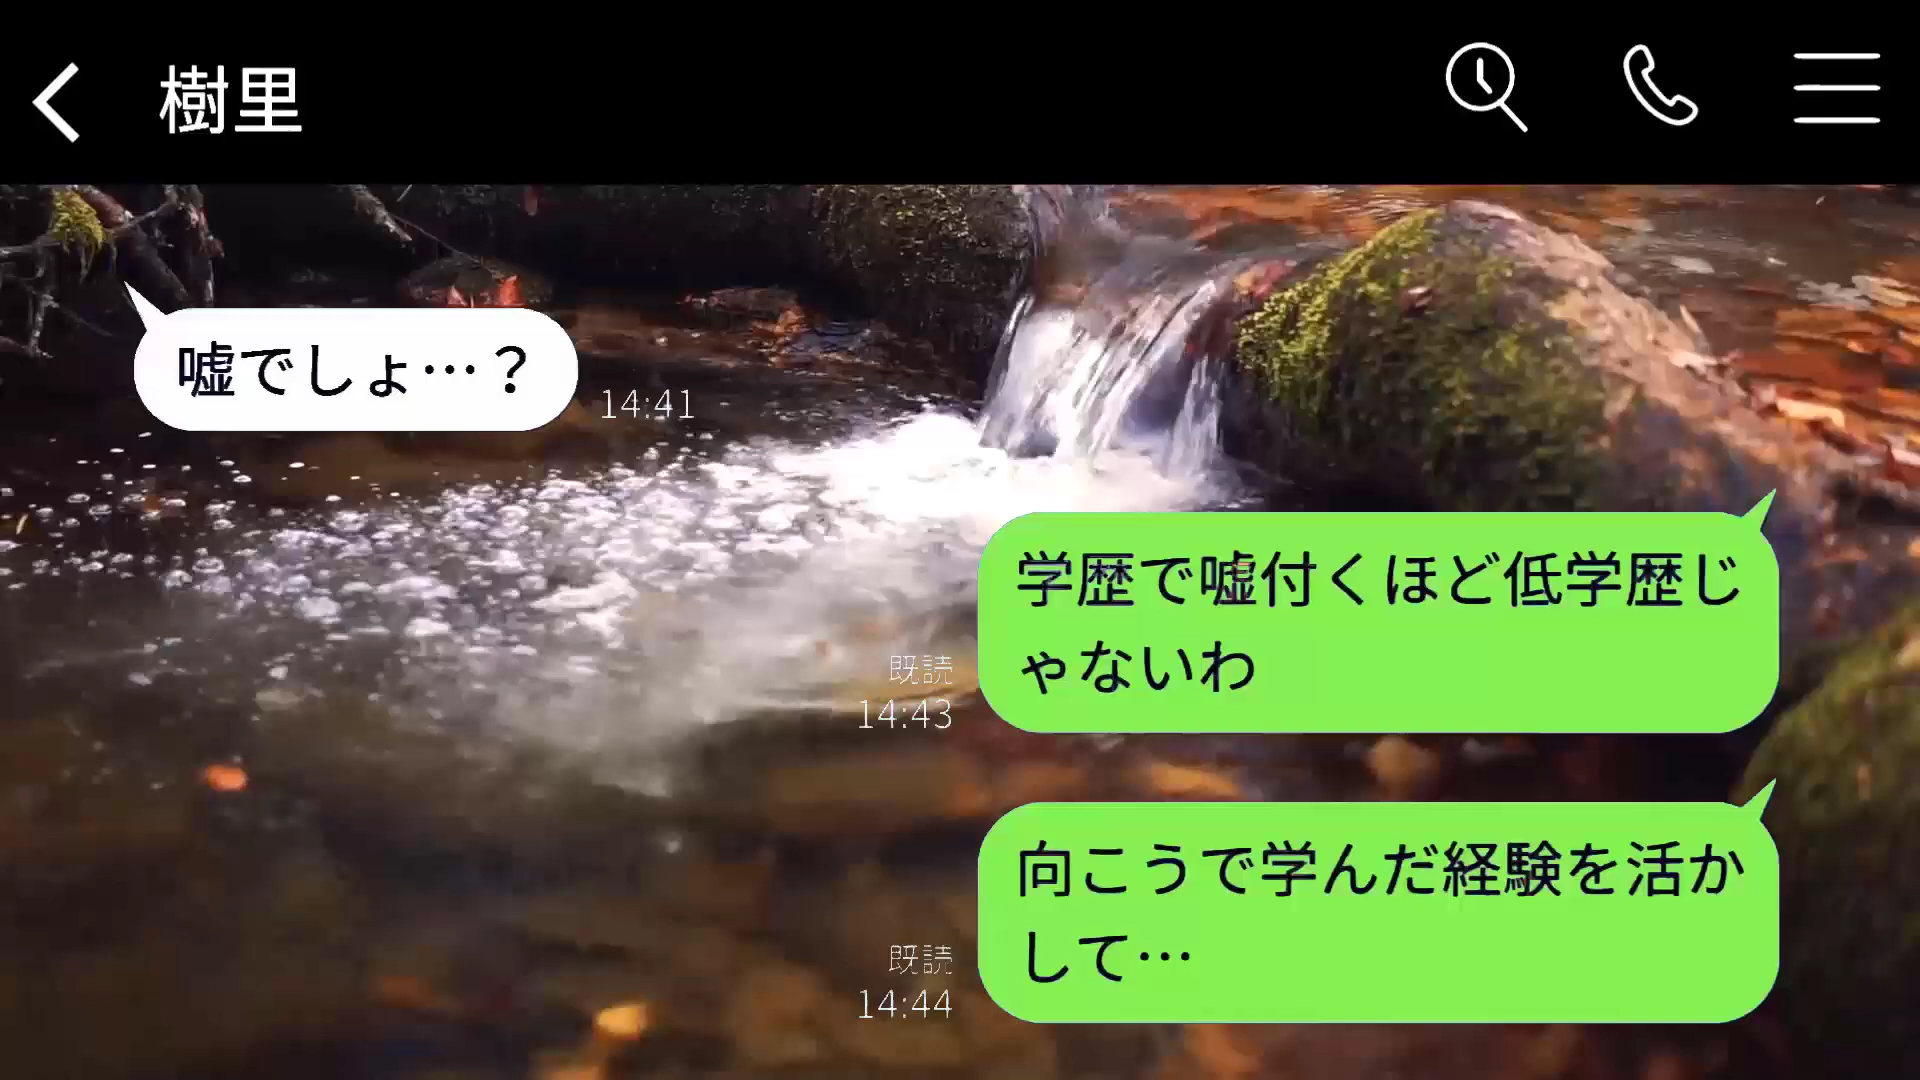 樹里
嘘でしょ…？
14:41
学歴で嘘付くほど低学歴じ
ゃないわ
既読
14:43
向こうで学んだ経験を活か
して…
既読
14:44